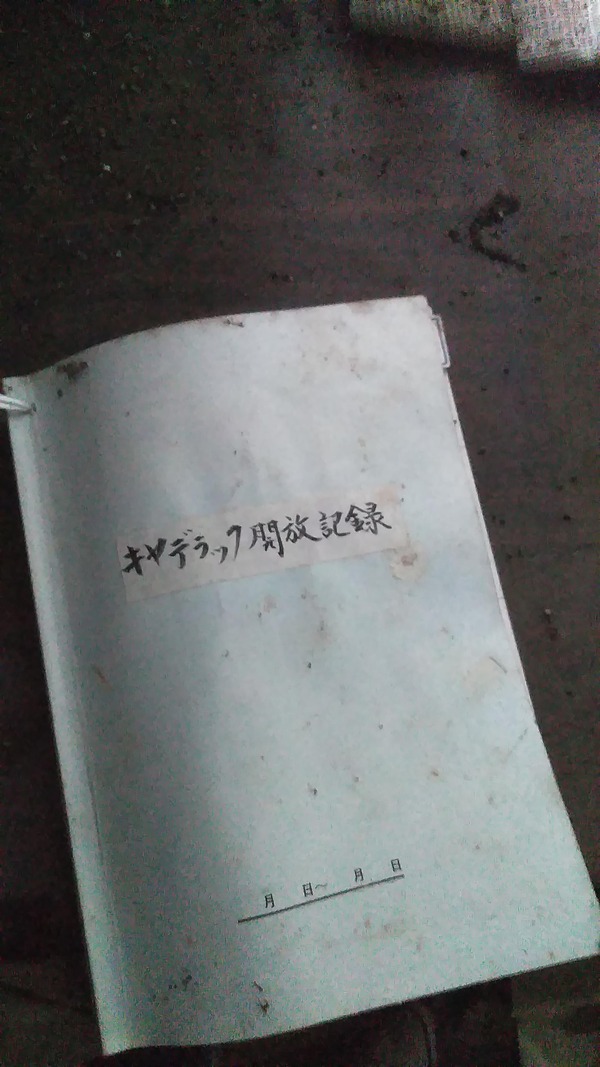 キャデラック開放記録
月　日～　月　日